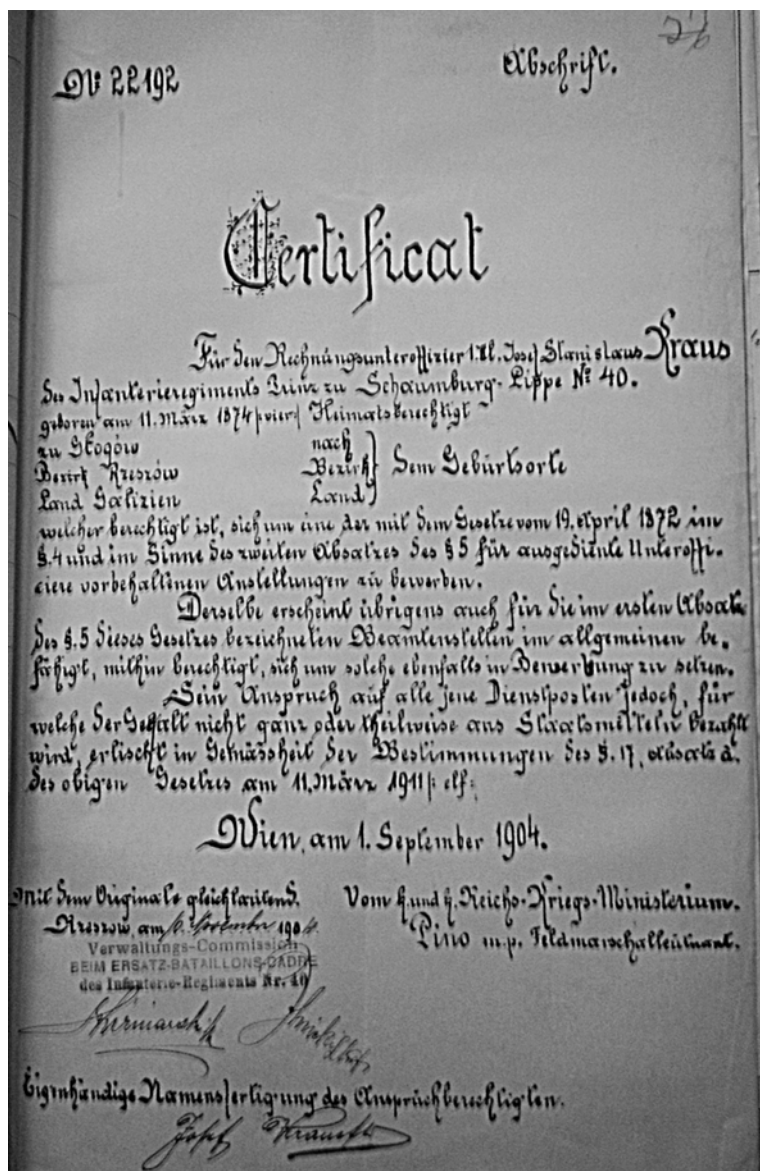 № 22192
Abschrift.
Certificat
Für den Rechnungsunteroffizier 1. Kl. Josef Stanislaus Kraus
des Infanterieregiments Prinz zu Schaumburg-Lippe № 40.
geboren am 11. März 1874 /: vier :/ Heimatsberechtigt
zu Głogów nach
Bezirk Rzeszów Bezirk } dem Geburtsorte
Land Galizien Land
welcher berechtigt ist, sich um eine der mit dem Gesetze vom 19. April 1872 im
§. 4 und im Sinne des zweiten Absatzes des §5 für ausgediente Unteroffi-
ciere vorbehaltenen Anstellungen zu bewerben.
Derselbe erscheint übrigens auch für die im ersten Absatz
des §. 5 dieses Gesetzes bezeichneten Beamtenstellen im allgemeinen be-
fähigt, mithin berechtigt, sich um solche ebenfalls in Bewerbung zu setzen.
Sein Anspruch auf alle jene Dienstposten jedoch, für
welche der Gehalt nicht ganz oder theilweise aus Staatsmitteln bezahlt
wird, erlischt in Gemässheit der Bestimmungen des §. 17, Absatz 2.
des obigen Gesetzes am 11. März 1911 /: elf :/
Wien, am 1. September 1904.
Mit dem Originale gleichlautend. Vom k. und k. Reichs-Kriegs-Ministerium.
Rzeszów, am November 1904. Pino m.p. Feldmarschalleutnant.
Verwaltungs-Commission
BEIM ERSATZ-BATAILLONS-CADRE
des Infanterie-Regiments Nr. 40
Eigenhändige Namensfertigung des Anspruchberechtigten.
Josef